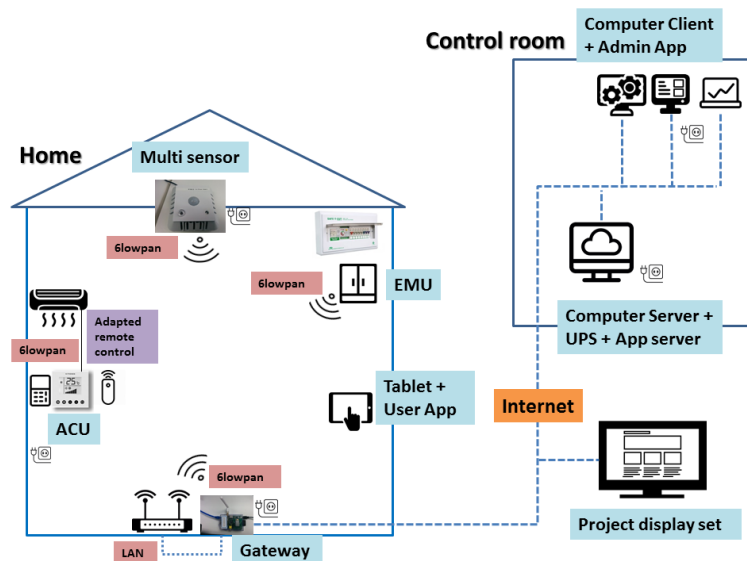 Computer Client
+ Admin App
Control room
Home
Multi sensor
6lowpan
6lowpan
EMU
Adapted
remote
control
6lowpan
25
ACU
Tablet +
User App
Computer Server +
UPS + App server
Internet
6lowpan
LAN
Gateway
Project display set